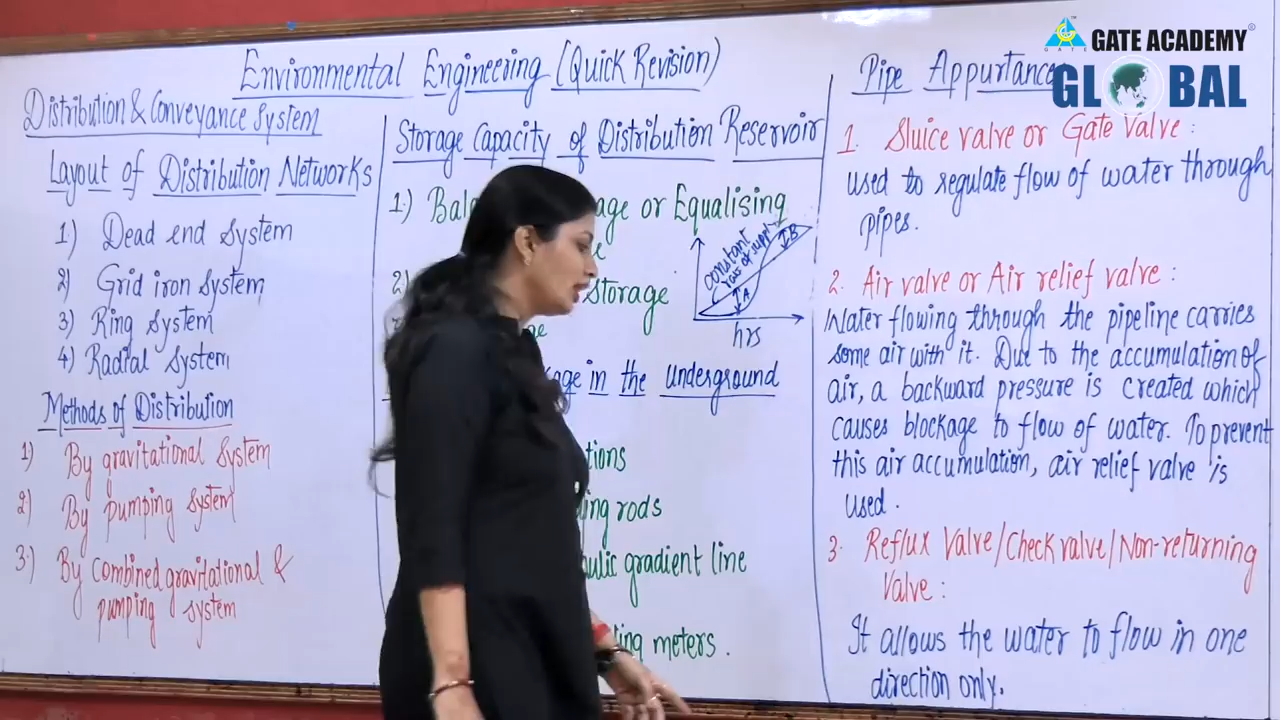 Environmental Engineering (Quick Revision)
Distribution & Conveyance System
Layout of Distribution Networks
1) Dead end System
2) Grid iron System
3) Ring System
4) Radial System
Methods of Distribution
1) By gravitational System
2) By pumping System
3.) By combined gravitational &
pumping system
Storage Capacity of Distribution Reservoir
1.) or Equalising
2) Storage
constant
rate of supply
A
B
hrs
in the underground
rods
gradient line
meters.
Pipe Appurtance
1. Sluice valve or Gate Valve:
used to regulate flow of water through
pipes.
2. Air valve or Air relief valve:
Water flowing through the pipeline carries
some air with it. Due to the accumulation of
air, a backward pressure is created which
causes blockage to flow of water. To prevent
this air accumulation, air relief valve is
used.
3. Reflux Valve/Check valve/Non-returning
Valve:
It allows the water to flow in one
direction only.
GATE
GATE ACADEMY®
GLOBAL